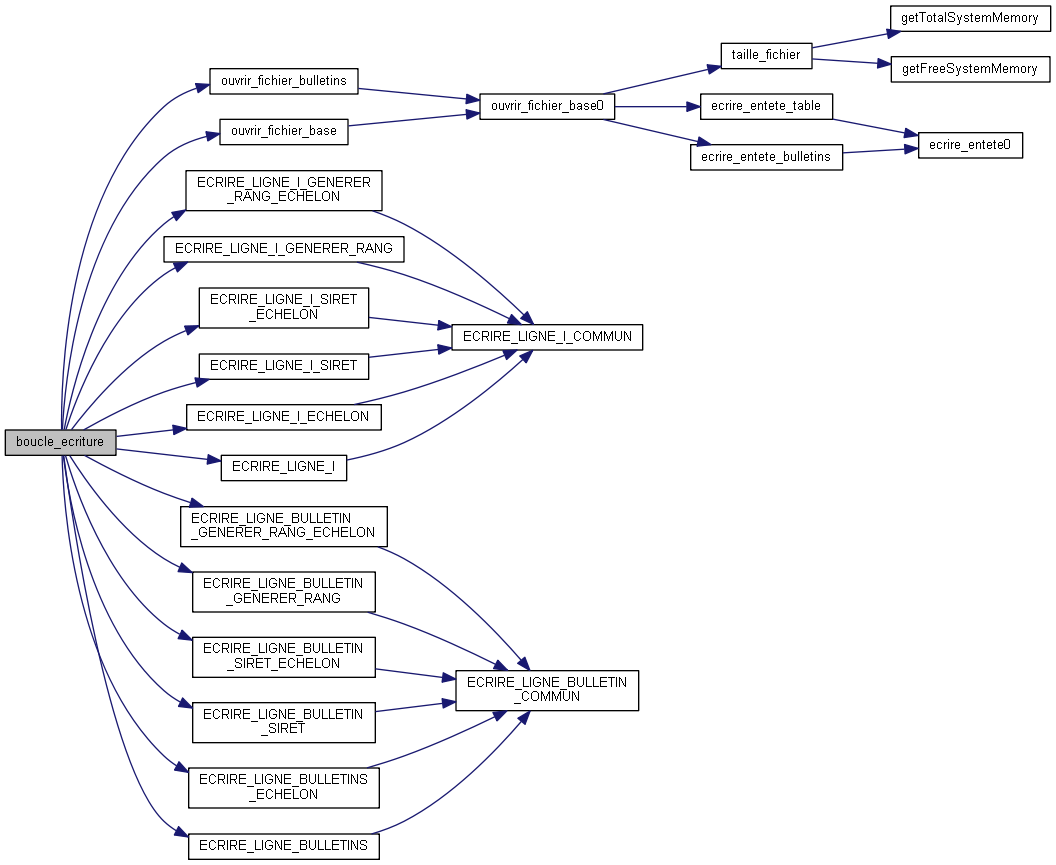 getTotalSystemMemory
taille_fichier
getFreeSystemMemory
ouvrir_fichier_bulletins
ouvrir_fichier_base0
ecrire_entete_table
ouvrir_fichier_base
ecrire_entete0
ecrire_entete_bulletins
ECRIRE_LIGNE_I_GENERER
_RANG_ECHELON
ECRIRE_LIGNE_I_GENERER_RANG
ECRIRE_LIGNE_I_SIRET
_ECHELON
ECRIRE_LIGNE_I_COMMUN
ECRIRE_LIGNE_I_SIRET
ECRIRE_LIGNE_I_ECHELON
boucle_ecriture
ECRIRE_LIGNE_I
ECRIRE_LIGNE_BULLETIN
_GENERER_RANG_ECHELON
ECRIRE_LIGNE_BULLETIN
_GENERER_RANG
ECRIRE_LIGNE_BULLETIN
_SIRET_ECHELON
ECRIRE_LIGNE_BULLETIN
_COMMUN
ECRIRE_LIGNE_BULLETIN
_SIRET
ECRIRE_LIGNE_BULLETINS
_ECHELON
ECRIRE_LIGNE_BULLETINS